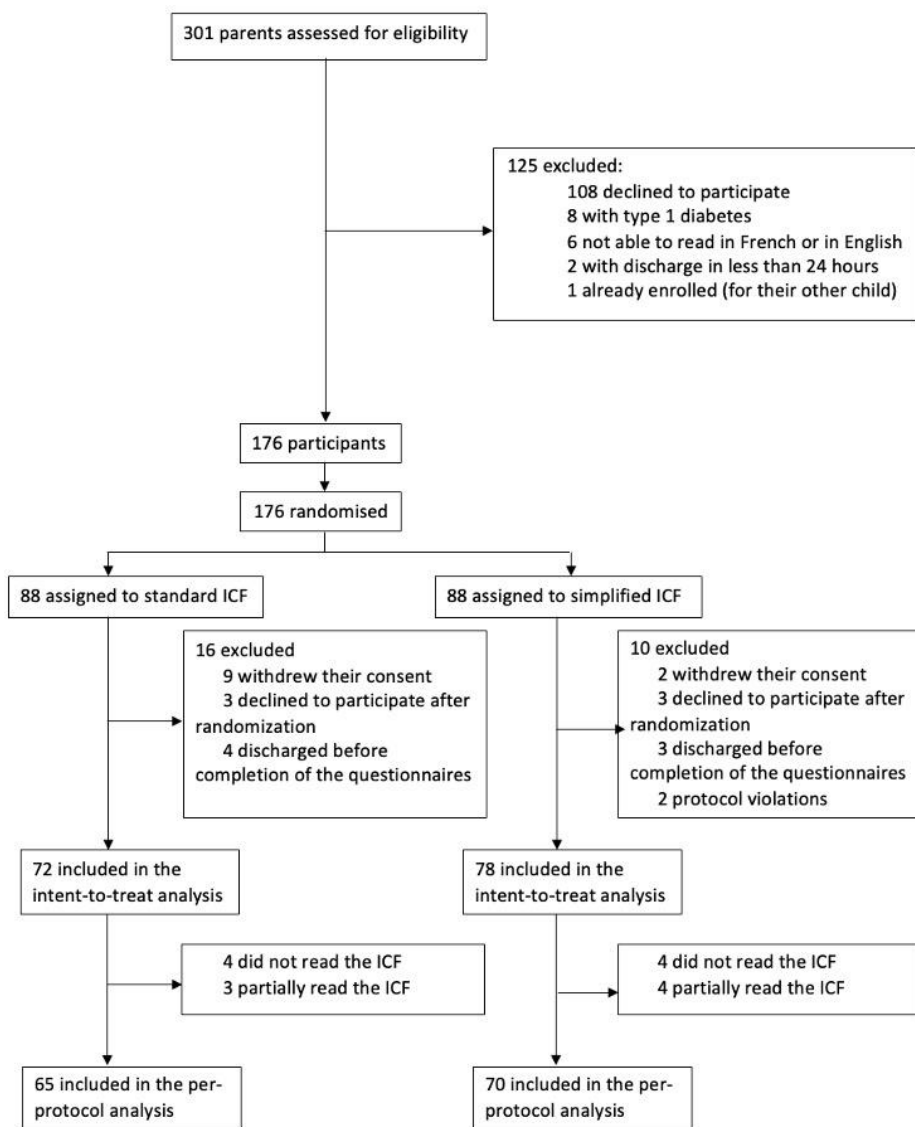 301 parents assessed for eligibility
125 excluded:
108 declined to participate
8 with type 1 diabetes
6 not able to read in French or in English
2 with discharge in less than 24 hours
1 already enrolled (for their other child)
176 participants
176 randomised
88 assigned to standard ICF
88 assigned to simplified ICF
16 excluded
9 withdrew their consent
3 declined to participate after
randomization
4 discharged before
completion of the questionnaires
10 excluded
2 withdrew their consent
3 declined to participate after
randomization
3 discharged before
completion of the questionnaires
2 protocol violations
72 included in the
intent-to-treat analysis
78 included in the
intent-to-treat analysis
4 did not read the ICF
3 partially read the ICF
4 did not read the ICF
4 partially read the ICF
65 included in the per-
protocol analysis
70 included in the per-
protocol analysis